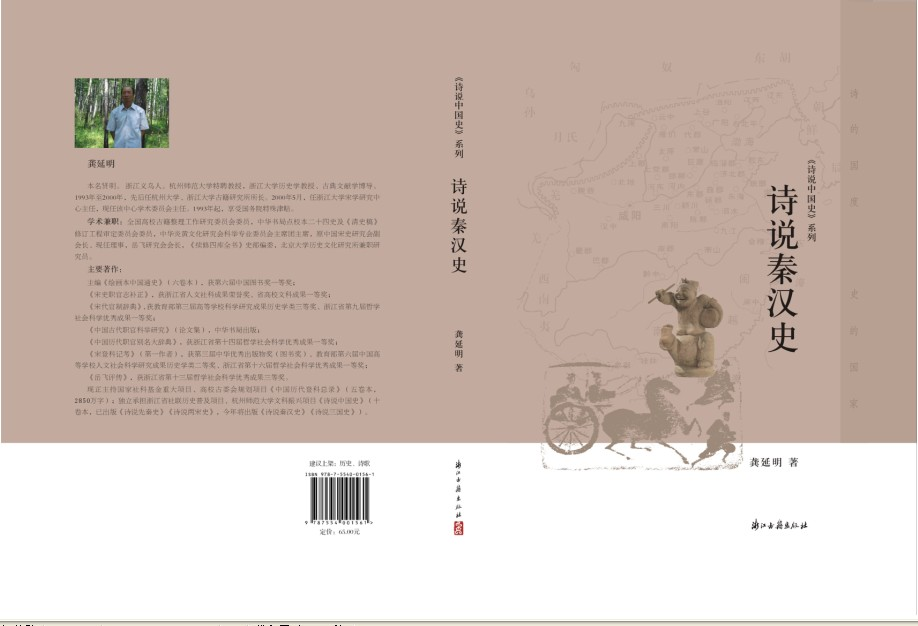 龚延明
本名贤明。浙江义乌人。杭州师范大学特聘教授，浙江大学历史学教授、古典文献学博导。
1993年至2000年，先后任杭州大学、浙江大学古籍研究所所长。2000年5月，任浙江大学宋学研究中
心主任，现任该中心学术委员会主任。1993年起，享受国务院特殊津贴。
学术兼职：全国高校古籍整理工作研究委员会委员，中华书局点校本二十四史及《清史稿》
修订工程审定委员会委员，中华炎黄文化研究会科举专业委员会主席团主席，原中国宋史研究会副
会长、现任理事，岳飞研究会会长，《续修四库全书》史部编委，北京大学历史文化研究所兼职研
究员。
主要著作：
主编《绘画本中国通史》（六卷本），获第六届中国图书奖一等奖；
《宋史职官志补正》，获浙江省人文社科成果荣誉奖、省高校文科成果一等奖；
《宋代官制辞典》，获教育部第三届高等学校科学研究成果历史学类三等奖、浙江省第九届哲学
社会科学优秀成果一等奖；
《中国古代职官科举研究》（论文集），中华书局出版；
《中国历代职官别名大辞典》，获浙江省第十四届哲学社会科学优秀成果一等奖；
《宋登科记考》（第一作者），获第三届中华优秀出版物奖（图书奖）、教育部第六届中国高
等学校人文社会科学研究成果历史学类二等奖、浙江省第十六届哲学社会科学优秀成果一等奖；
《岳飞评传》，获浙江省第十三届哲学社会科学优秀成果三等奖。
现正主持国家社科基金重大项目、高校古委会规划项目《中国历代登科总录》（五卷本，
2850万字）；独立承担浙江省社联历史普及项目、杭州师范大学文科振兴项目《诗说中国史》（十
卷本，已出版《诗说先秦史》《诗说两宋史》，今年将出版《诗说秦汉史》《诗说三国史》）。
建议上架：历史、诗歌
ISBN 978-7-5540-0156-1
9 787554 001561 >
定价：65.00元
《诗说中国史》系列
诗说秦汉史
龚延明 著
浙江古籍出版社
《诗说中国史》系列
诗说秦汉史
龚延明 著
浙江古籍出版社
诗的国度 史的国家
咸阳
月氏
乌孙